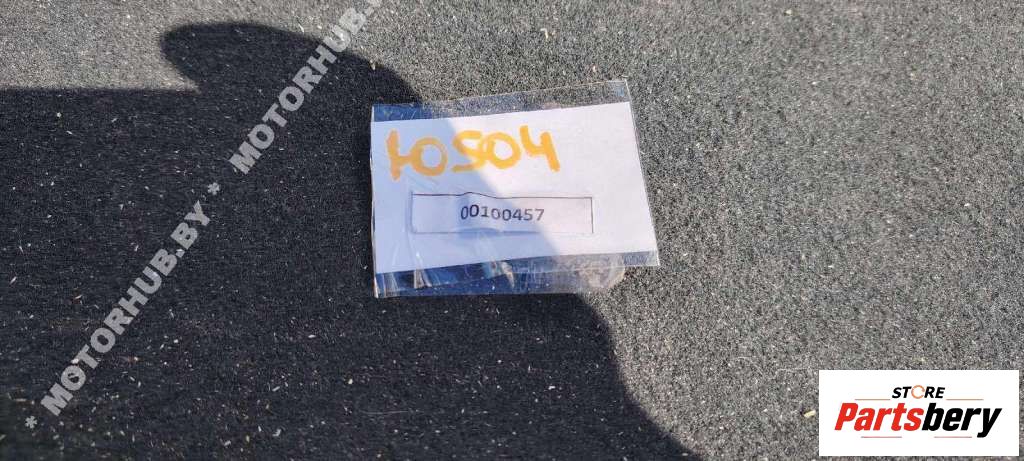 * MOTORHUB.BY * MOTORHUB.BY
10504
00100457
STORE
Partsbery